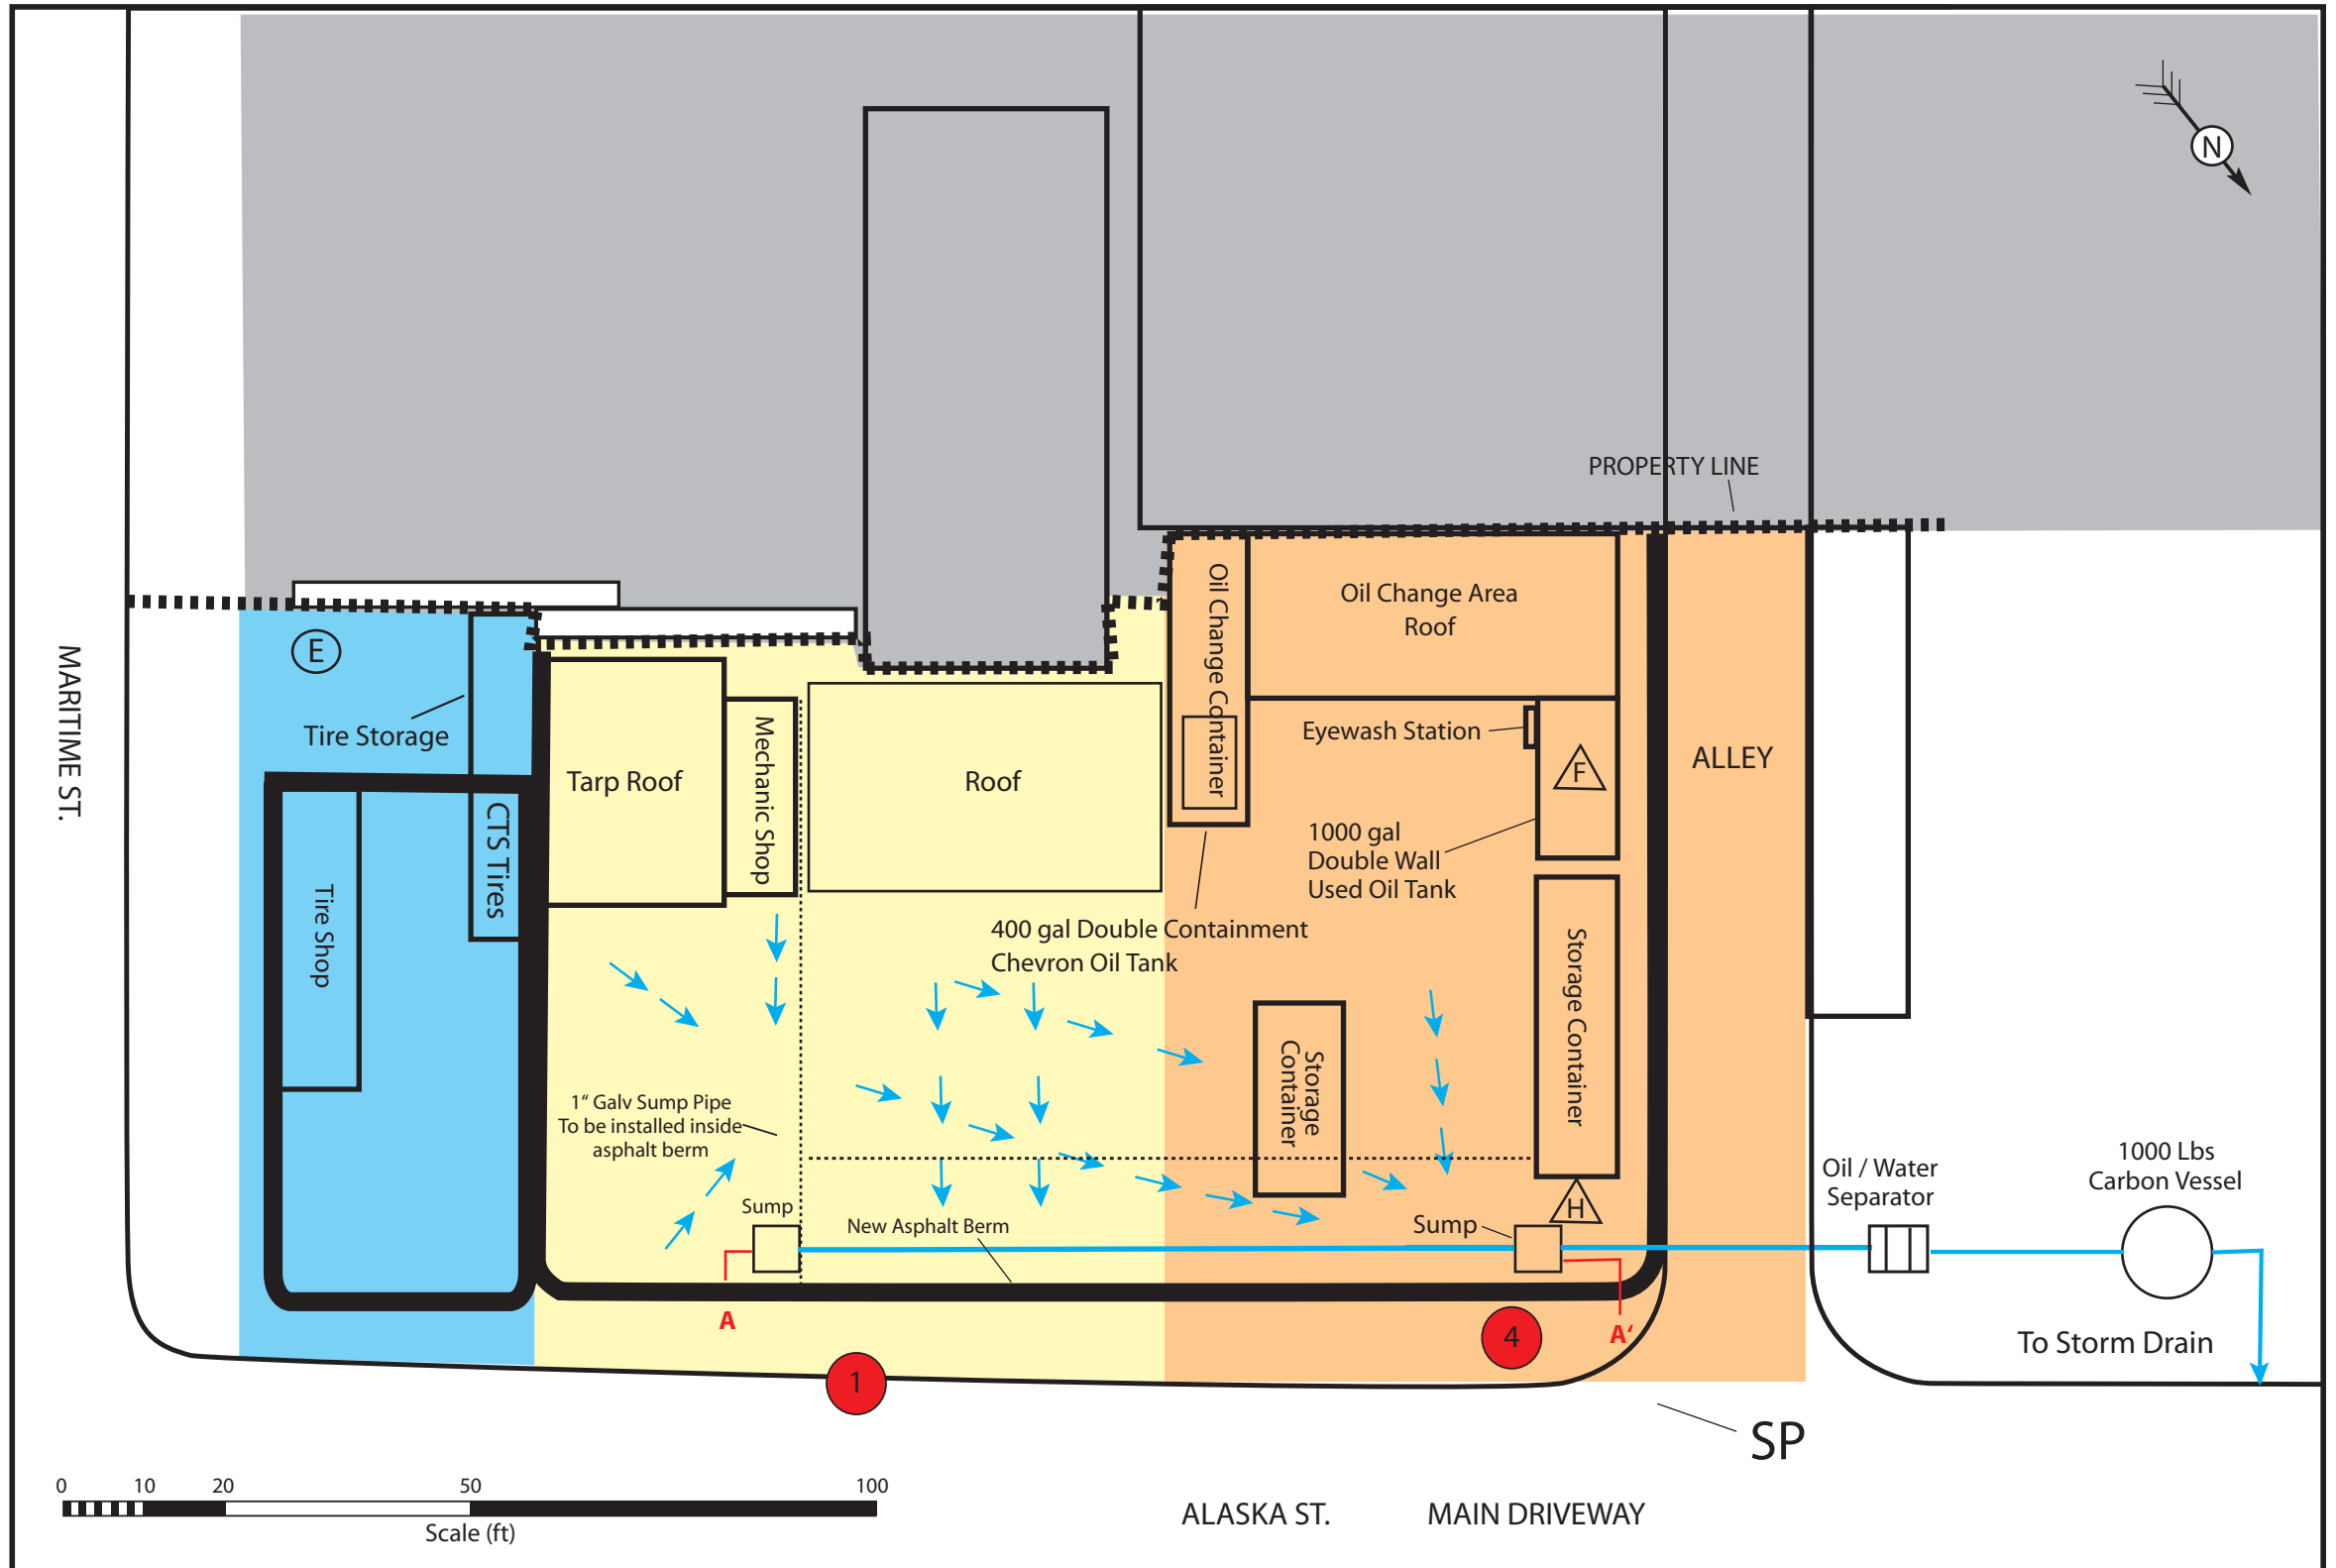 N
PROPERTY LINE
MARITIME ST.
E
Tire Storage
CTS Tires
Tire Shop
Tarp Roof
Mechanic Shop
Roof
Oil Change Container
Oil Change Area
Roof
Eyewash Station
F
ALLEY
1000 gal
Double Wall
Used Oil Tank
400 gal Double Containment
Chevron Oil Tank
Storage
Container
Storage Container
1“ Galv Sump Pipe
To be installed inside
asphalt berm
Sump
New Asphalt Berm
Sump
H
Oil / Water
Separator
1000 Lbs
Carbon Vessel
To Storm Drain
A
A‘
1
4
SP
0 10 20 50 100
Scale (ft)
ALASKA ST. MAIN DRIVEWAY